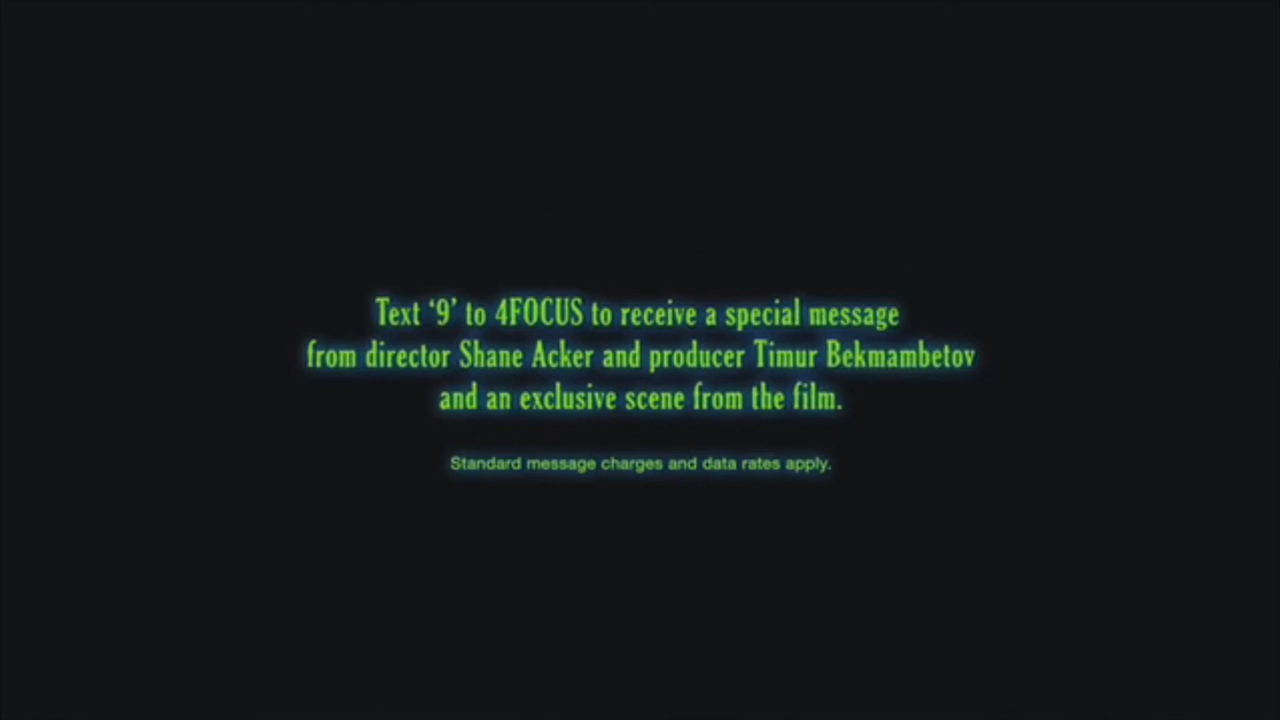 Text ‘9’ to 4FOCUS to receive a special message
from director Shane Acker and producer Timur Bekmambetov
and an exclusive scene from the film.
Standard message charges and data rates apply.